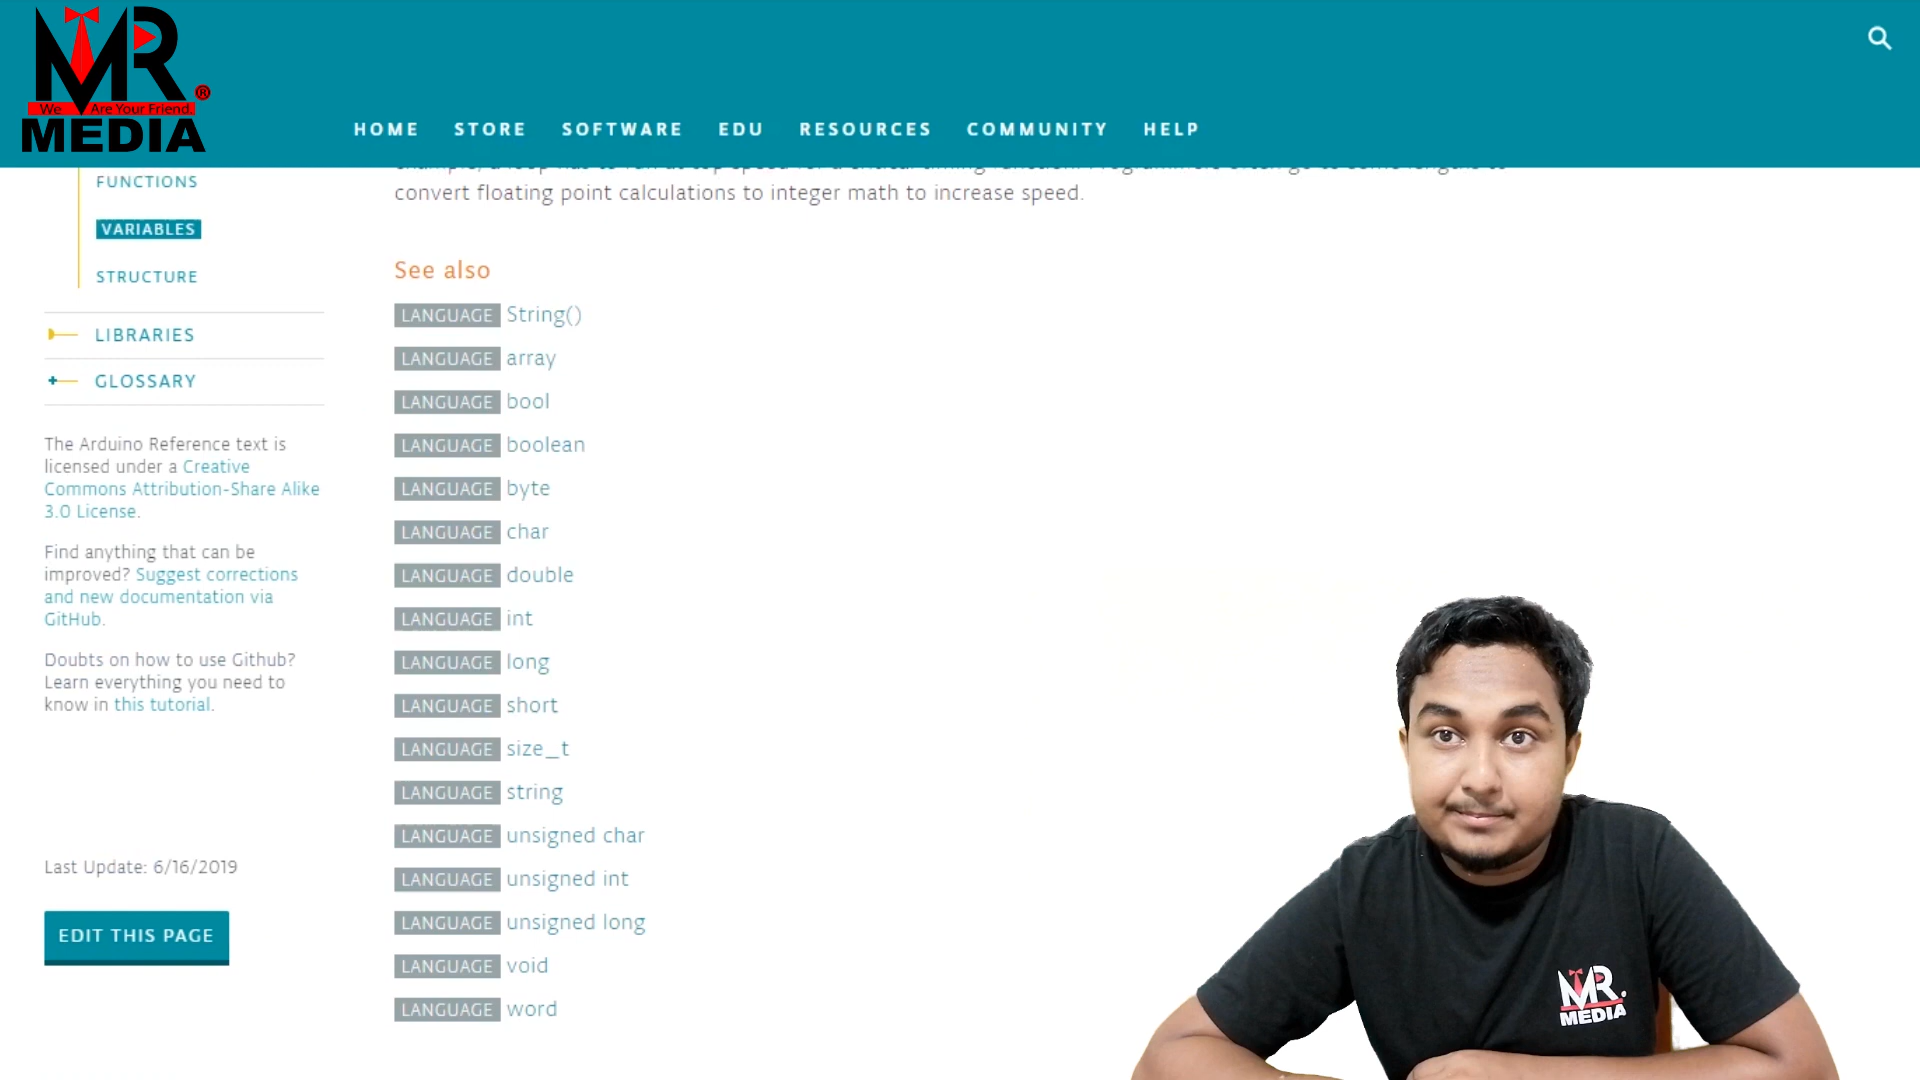 MR
®
We Are Your Friend.
MEDIA
HOME STORE SOFTWARE EDU RESOURCES COMMUNITY HELP
FUNCTIONS
VARIABLES
STRUCTURE
LIBRARIES
GLOSSARY
The Arduino Reference text is
licensed under a Creative
Commons Attribution-Share Alike
3.0 License.
Find anything that can be
improved? Suggest corrections
and new documentation via
GitHub.
Doubts on how to use Github?
Learn everything you need to
know in this tutorial.
Last Update: 6/16/2019
EDIT THIS PAGE
convert floating point calculations to integer math to increase speed.
See also
LANGUAGE String()
LANGUAGE array
LANGUAGE bool
LANGUAGE boolean
LANGUAGE byte
LANGUAGE char
LANGUAGE double
LANGUAGE int
LANGUAGE long
LANGUAGE short
LANGUAGE size_t
LANGUAGE string
LANGUAGE unsigned char
LANGUAGE unsigned int
LANGUAGE unsigned long
LANGUAGE void
LANGUAGE word
MR.
MEDIA